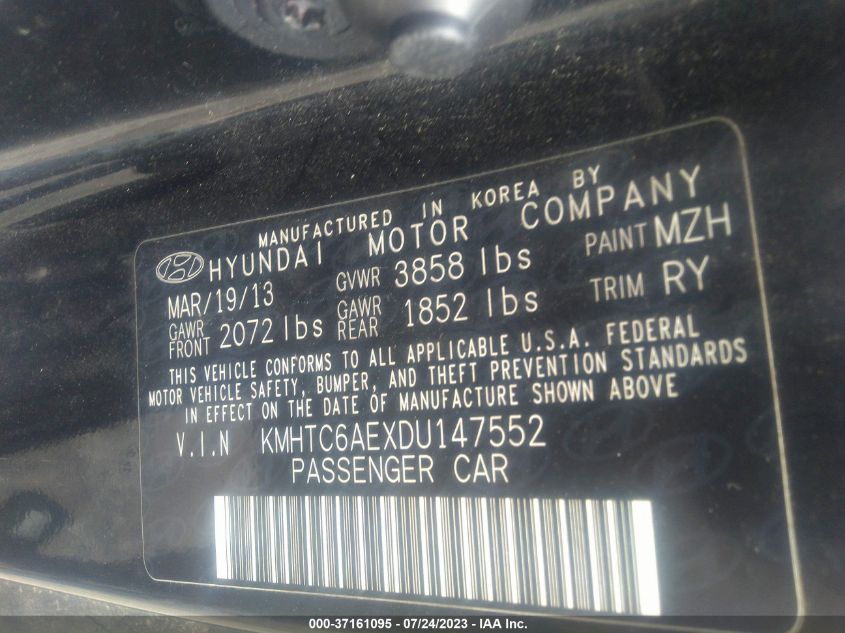 MANUFACTURED IN KOREA BY
HYUNDAI MOTOR COMPANY
MAR/19/13 GVWR 3858 lbs PAINT MZH
GAWR FRONT 2072 lbs GAWR REAR 1852 lbs TRIM RY
THIS VEHICLE CONFORMS TO ALL APPLICABLE U.S.A. FEDERAL
MOTOR VEHICLE SAFETY, BUMPER, AND THEFT PREVENTION STANDARDS
IN EFFECT ON THE DATE OF MANUFACTURE SHOWN ABOVE
V.I.N KMHTC6AEXDU147552
PASSENGER CAR
000-37161095 - 07/24/2023 - IAA Inc.